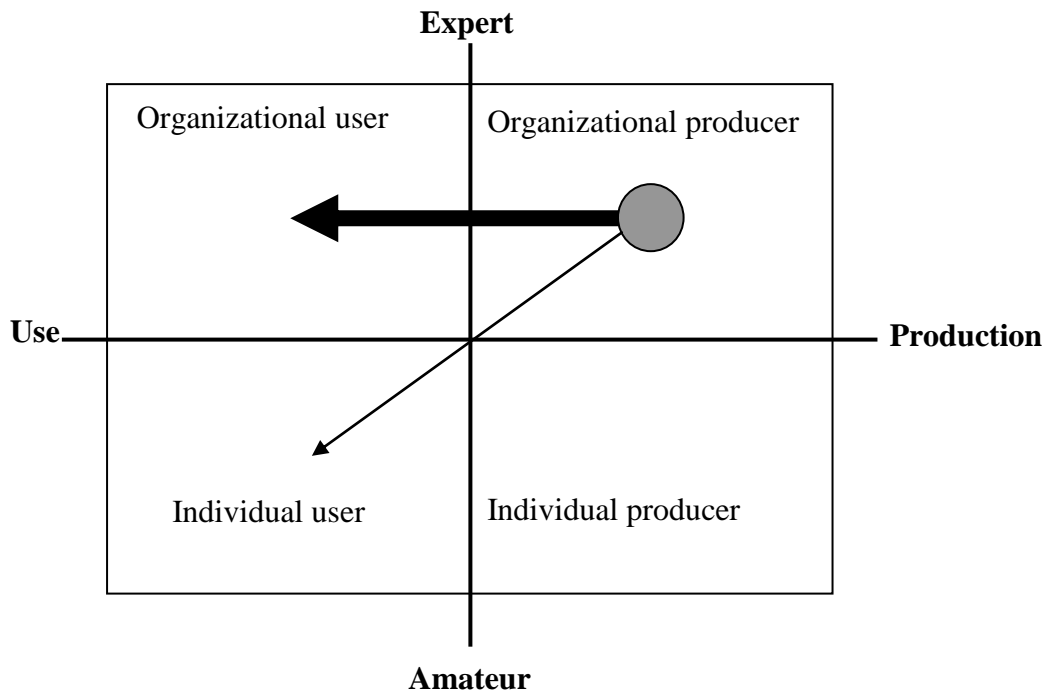 Expert
Organizational user
Organizational producer
Use
Production
Individual user
Individual producer
Amateur